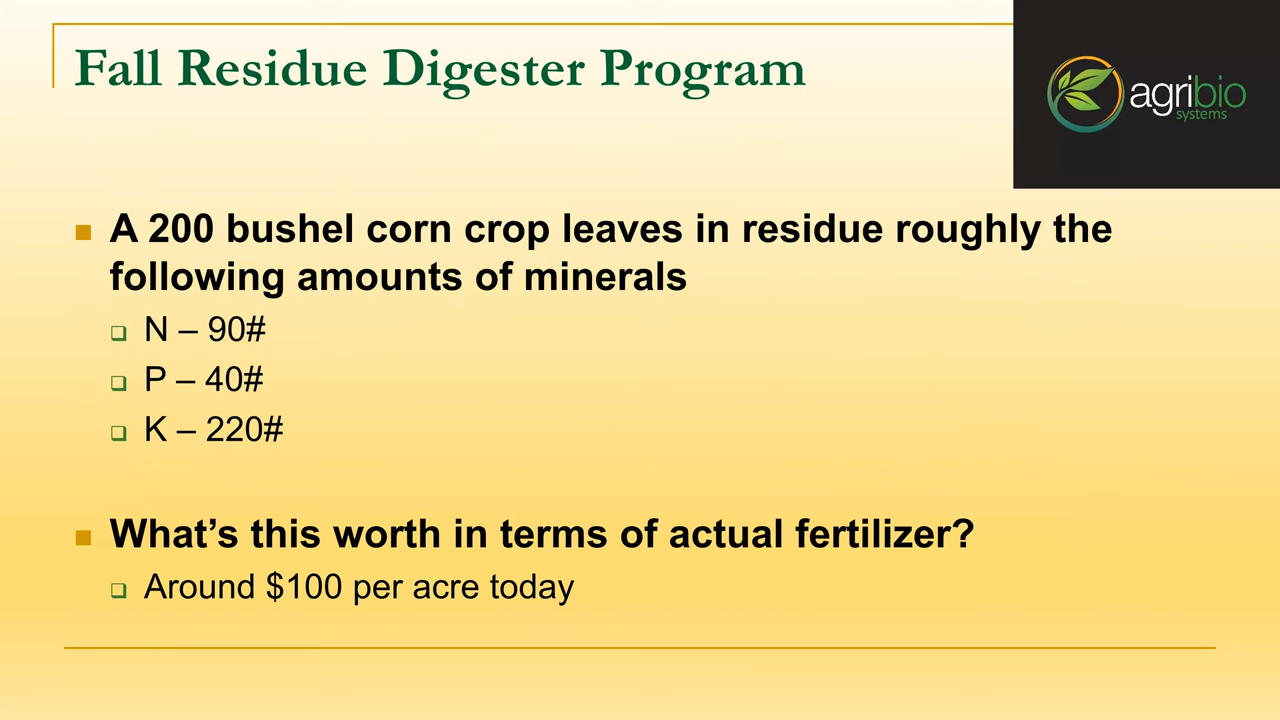 Fall Residue Digester Program
agribio
systems
A 200 bushel corn crop leaves in residue roughly the
following amounts of minerals
N – 90#
P – 40#
K – 220#
What’s this worth in terms of actual fertilizer?
Around $100 per acre today